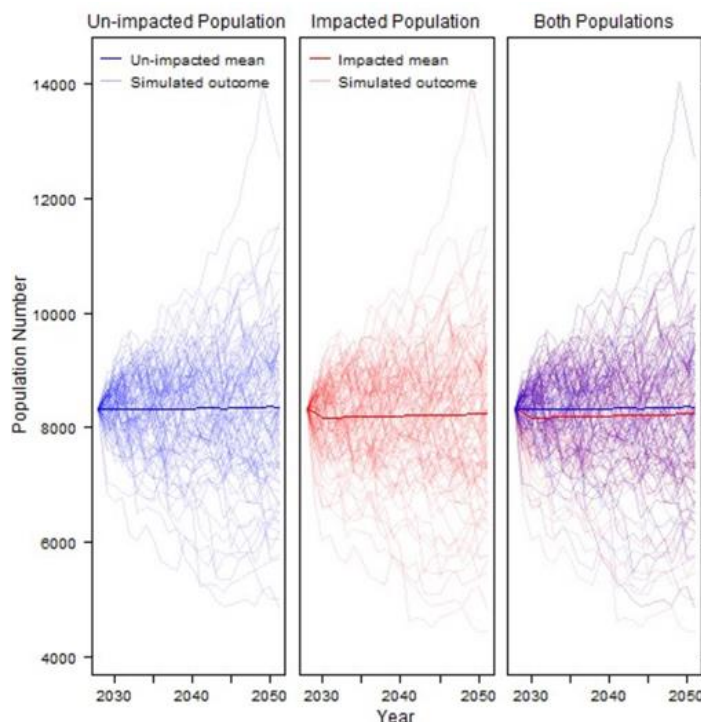 Un-impacted Population
Impacted Population
Both Populations
Un-impacted mean
Simulated outcome
Impacted mean
Simulated outcome
14000
12000
10000
8000
6000
4000
Population Number
2030 2040 2050
2030 2040 2050
2030 2040 2050
Year